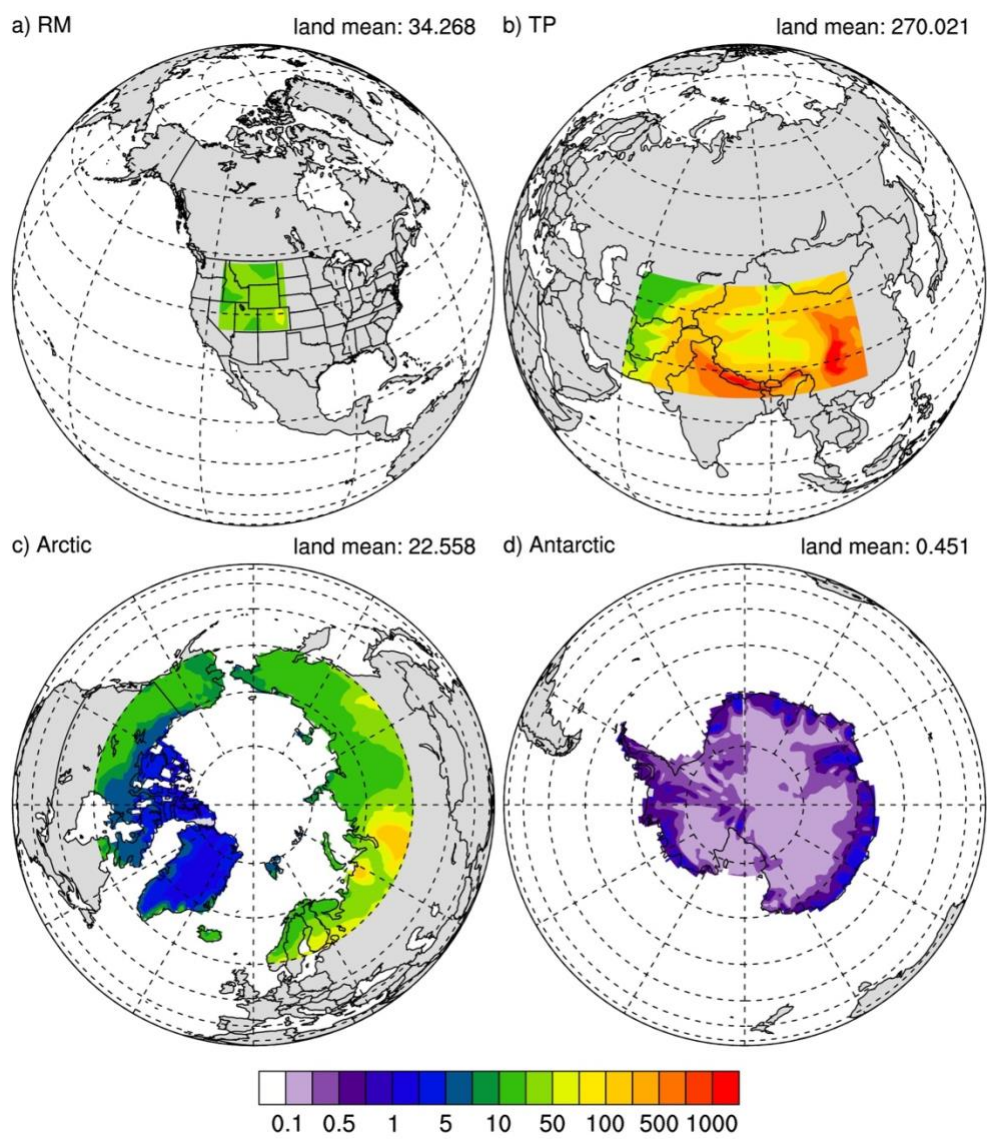 a) RM land mean: 34.268 b) TP land mean: 270.021
c) Arctic land mean: 22.558 d) Antarctic land mean: 0.451
0.1 0.5 1 5 10 50 100 500 1000